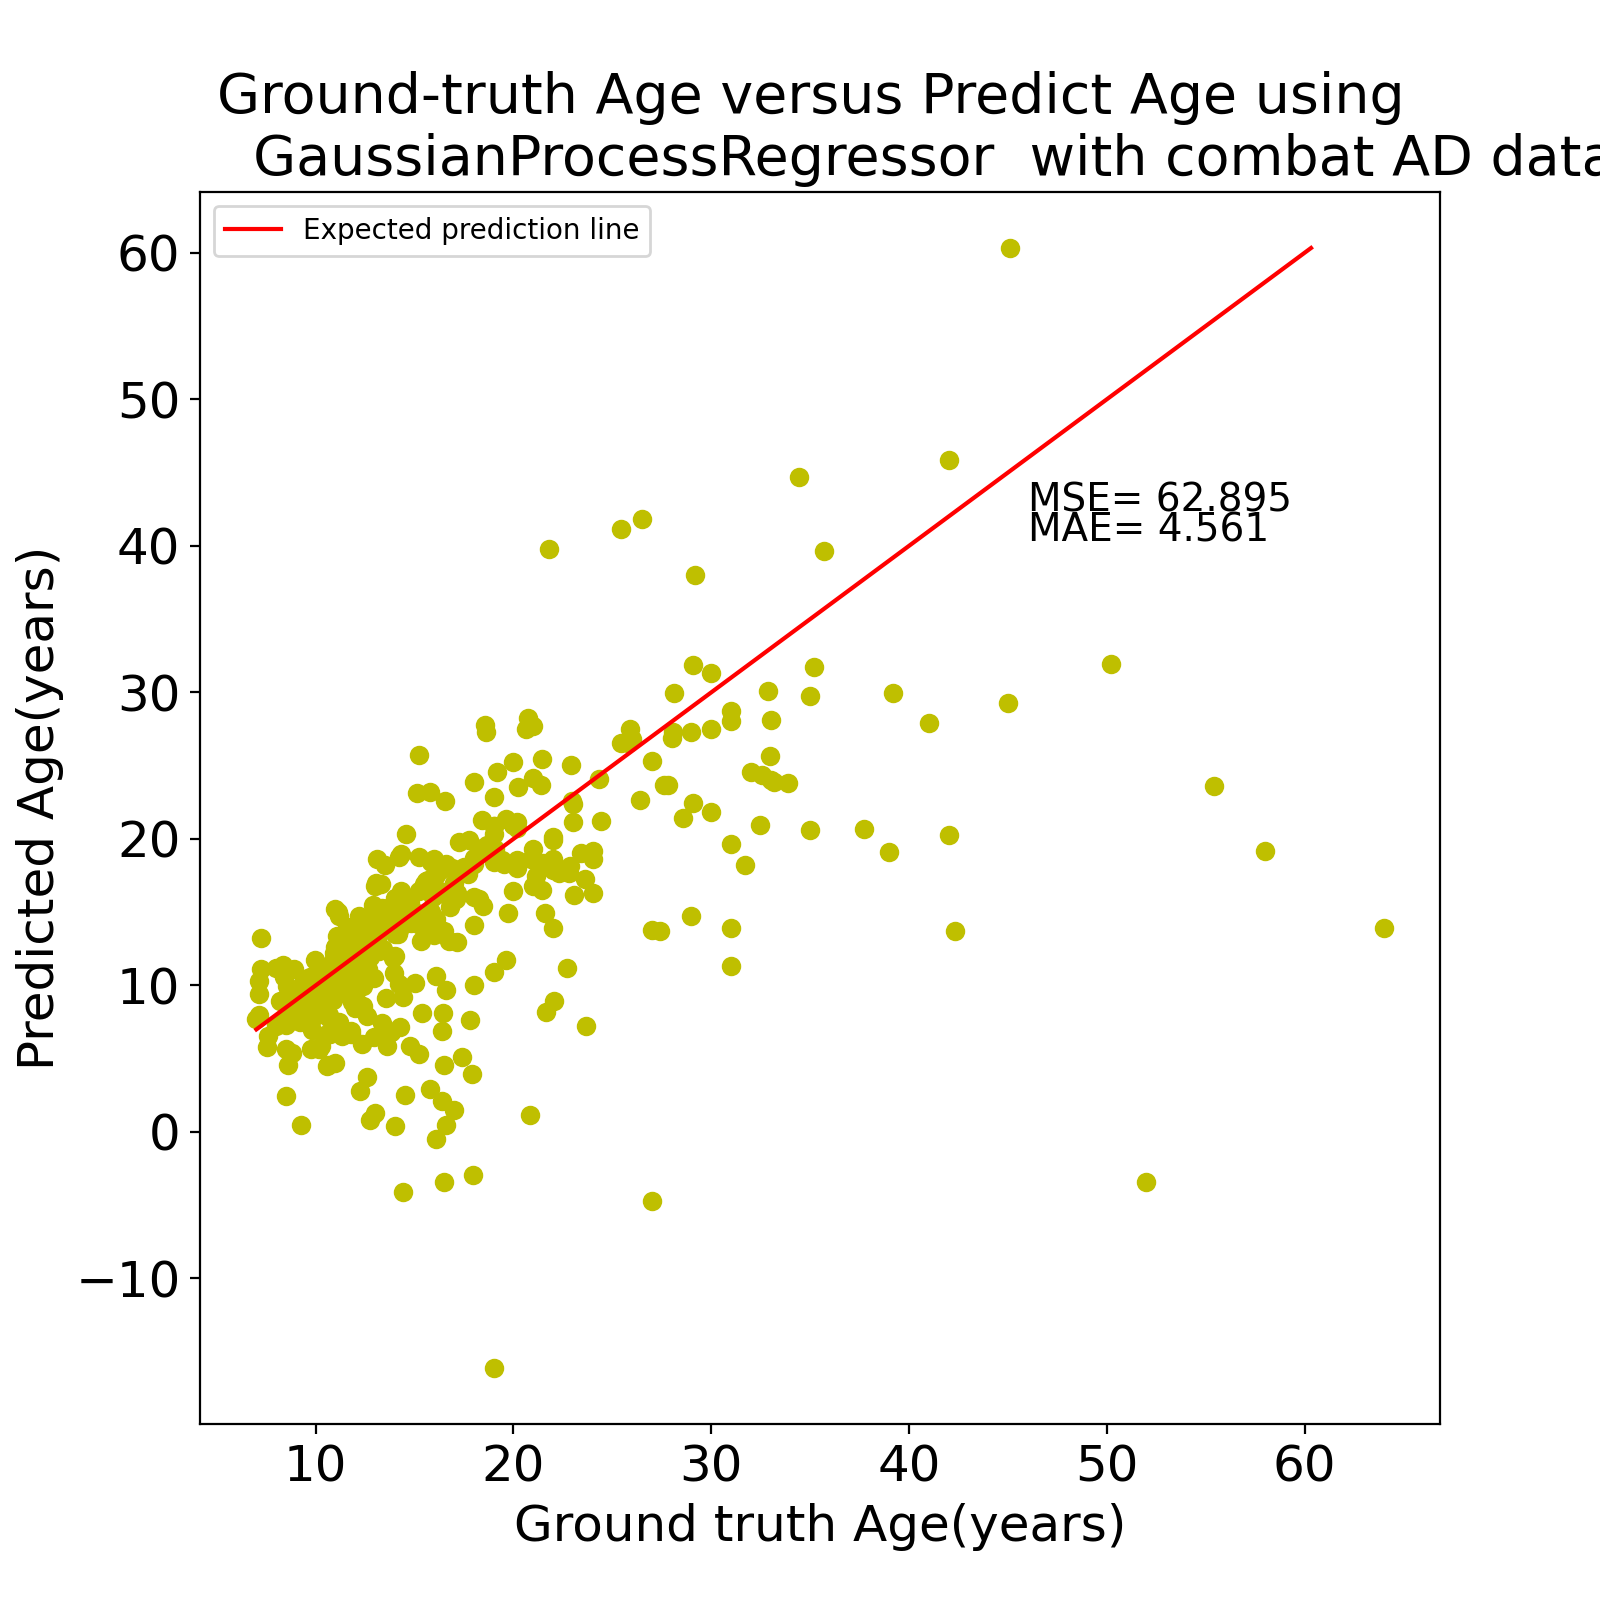 Ground-truth Age versus Predict Age using
GaussianProcessRegressor  with combat AD data
Expected prediction line
60
50
40
30
20
10
0
−10
MSE= 62.895
MAE= 4.561
Predicted Age(years)
10 20 30 40 50 60
Ground truth Age(years)